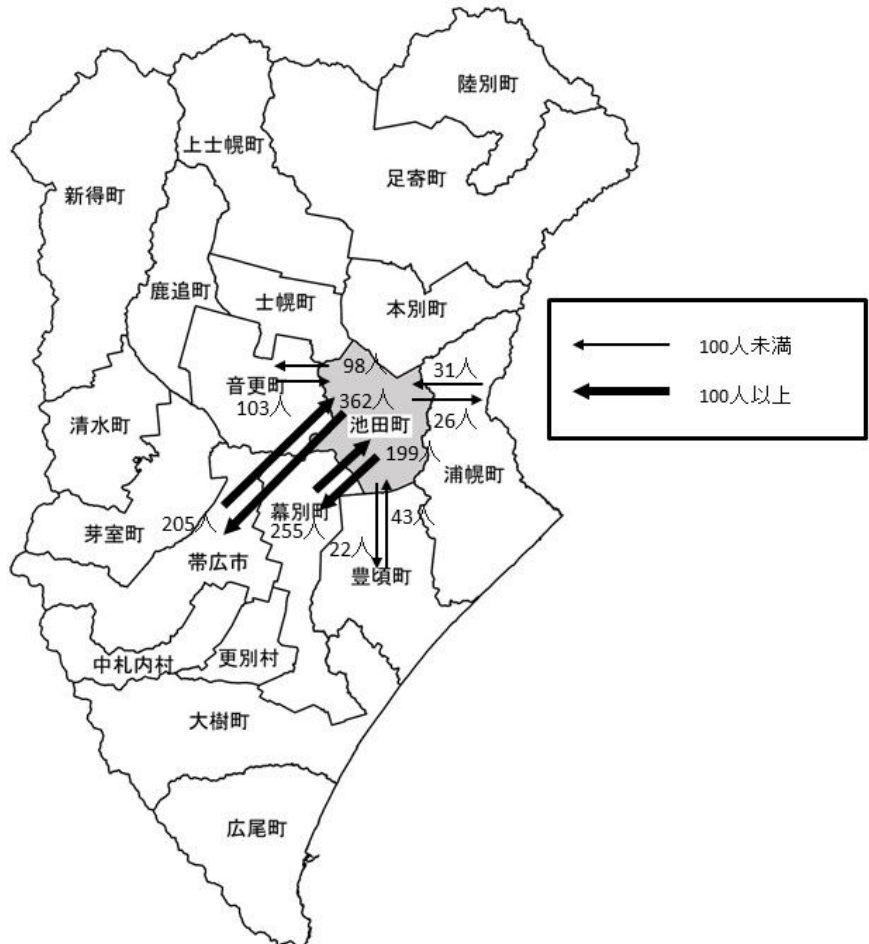 陸別町
上士幌町
足寄町
新得町
鹿追町
士幌町
本別町
98人
31人
100人未満
音更町
103人
362人
26人
100人以上
池田町
清水町
199人
浦幌町
205人
幕別町
43人
芽室町
255人
22人
帯広市
豊頃町
中札内村
更別村
大樹町
広尾町